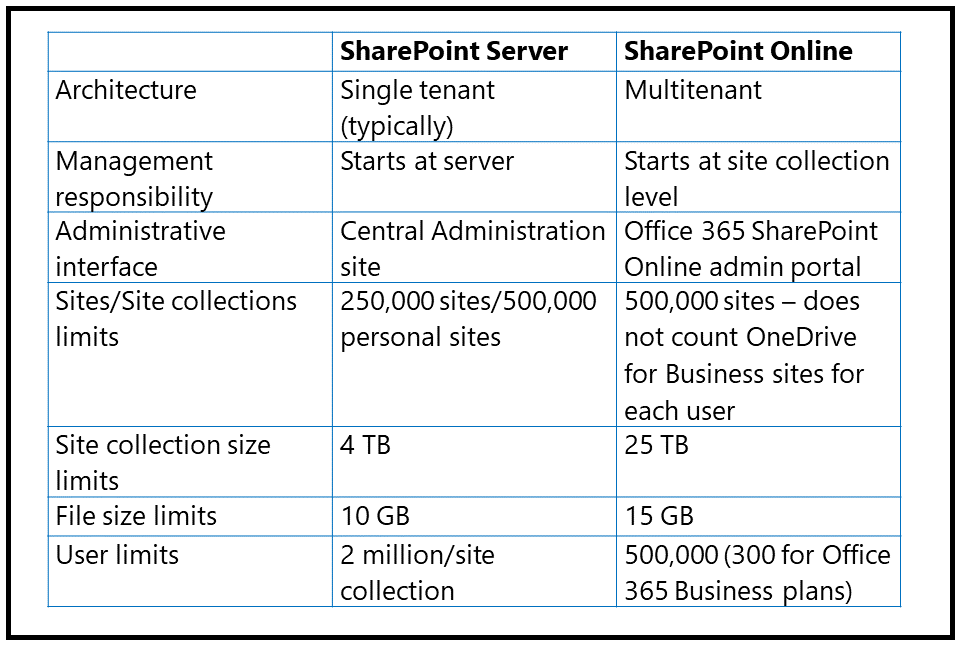 SharePoint Server SharePoint Online
Architecture Single tenant Multitenant
(typically)
Management Starts at server Starts at site collection
responsibility level
Administrative Central Administration Office 365 SharePoint
interface site Online admin portal
Sites/Site collections 250,000 sites/500,000 500,000 sites – does
limits personal sites not count OneDrive
for Business sites for
each user
Site collection size 4 TB 25 TB
limits
File size limits 10 GB 15 GB
User limits 2 million/site 500,000 (300 for Office
collection 365 Business plans)